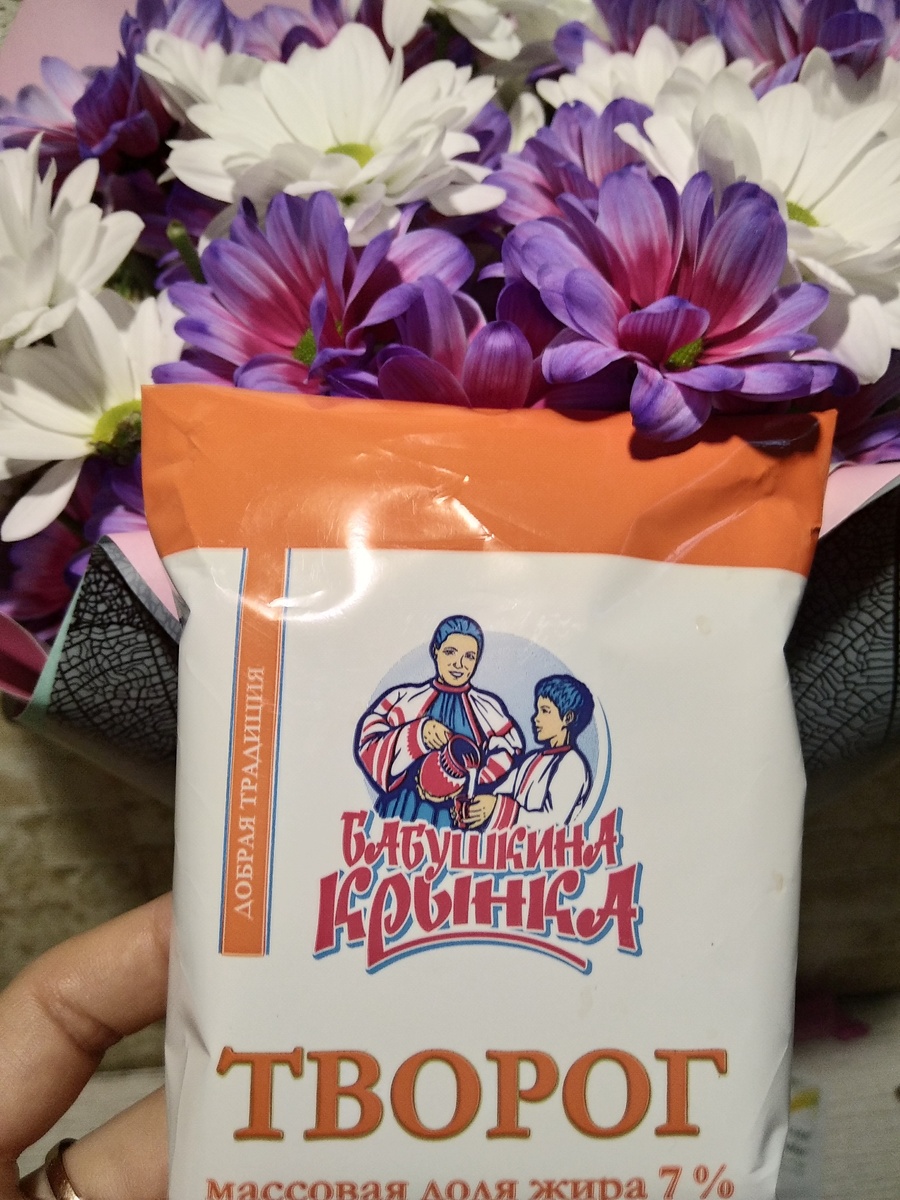 ДОБРАЯ ТРАДИЦИЯ
БАБУШКИНА
КРЫНКА
ТВОРОГ
массовая доля жира 7 %